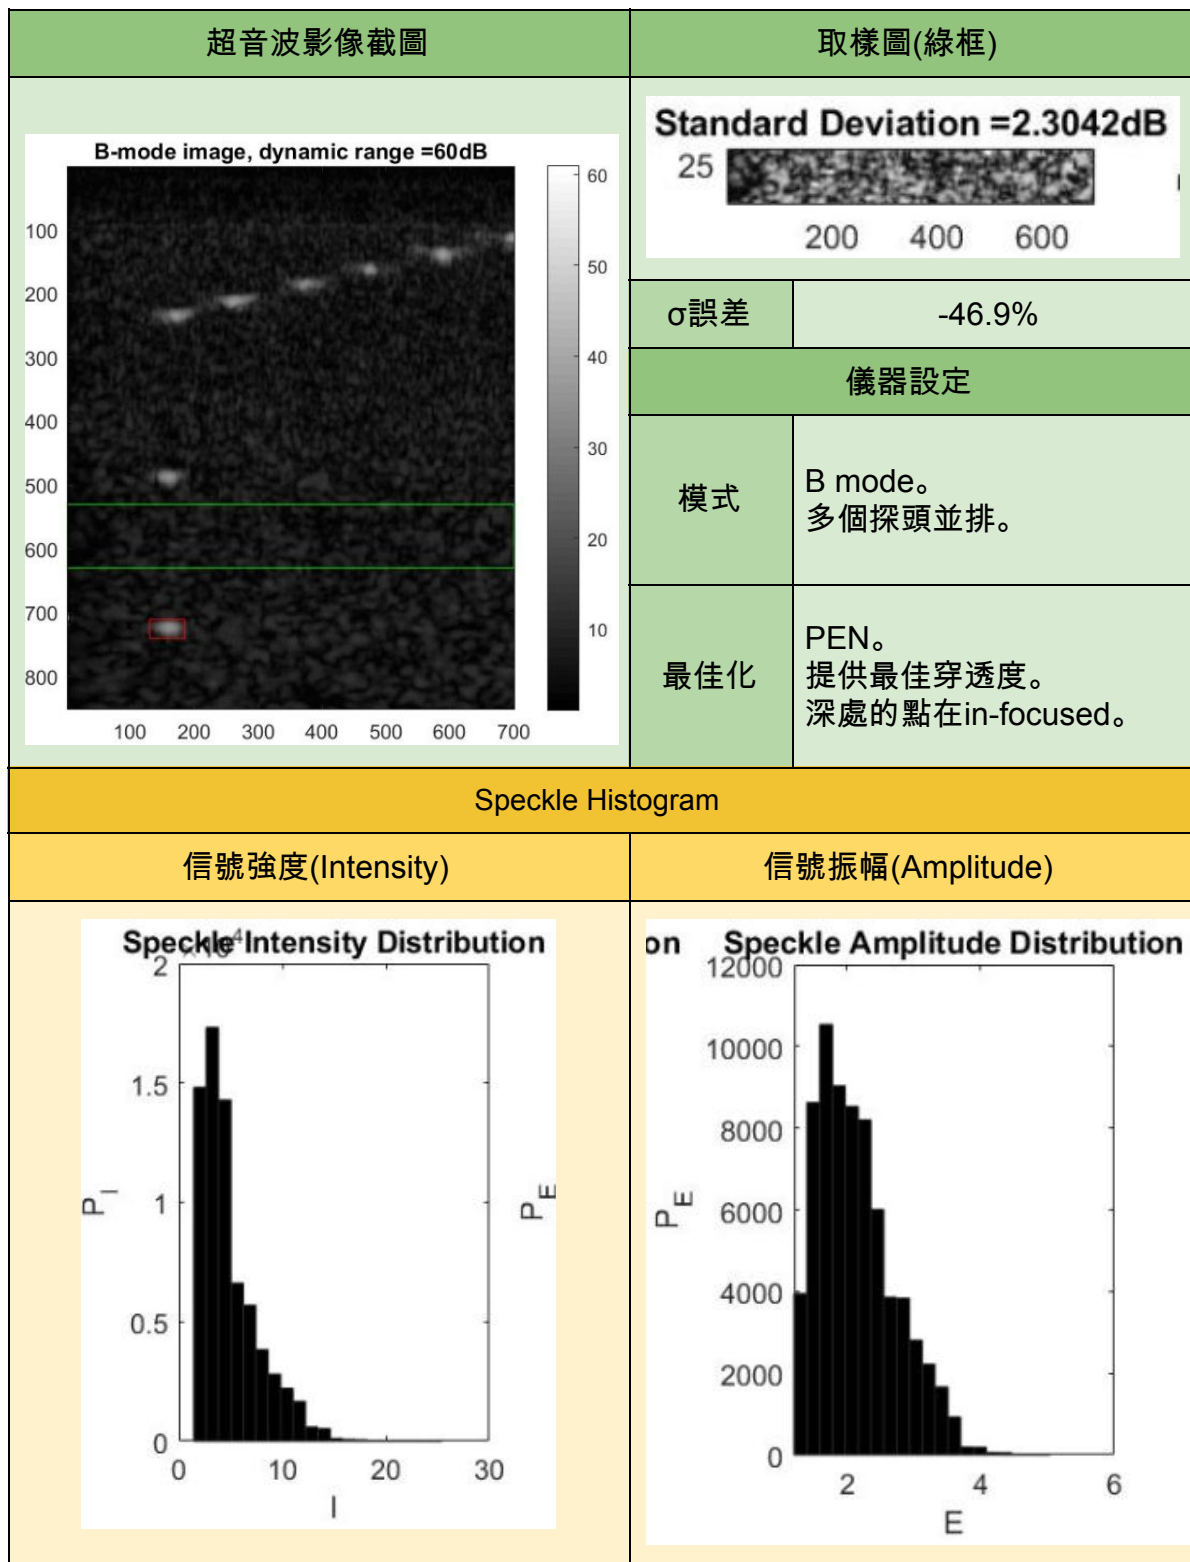 超音波影像截圖
取樣圖(綠框)
B-mode image, dynamic range =60dB
100
200
300
400
500
600
700
800
100 200 300 400 500 600 700
60
50
40
30
20
10
Standard Deviation =2.3042dB
25
200 400 600
σ誤差
-46.9%
儀器設定
模式
B mode。
多個探頭並排。
最佳化
PEN。
提供最佳穿透度。
深處的點在in-focused。
Speckle Histogram
信號強度(Intensity)
信號振幅(Amplitude)
Speckle Intensity Distribution
2
1.5
1
0.5
0
P_I
P_E
0 10 20 30
I
on
Speckle Amplitude Distribution
12000
10000
8000
6000
4000
2000
0
P_E
2 4 6
E